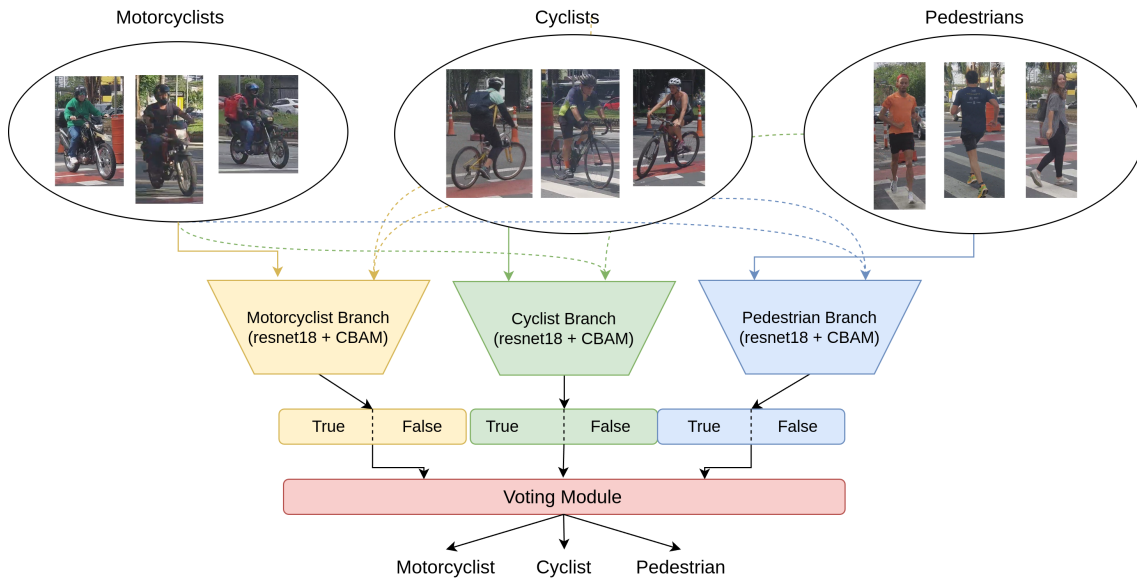 Motorcyclists
Cyclists
Pedestrians
Motorcyclist Branch
(resnet18 + CBAM)
Cyclist Branch
(resnet18 + CBAM)
Pedestrian Branch
(resnet18 + CBAM)
True
False
True
False
True
False
Voting Module
Motorcyclist
Cyclist
Pedestrian